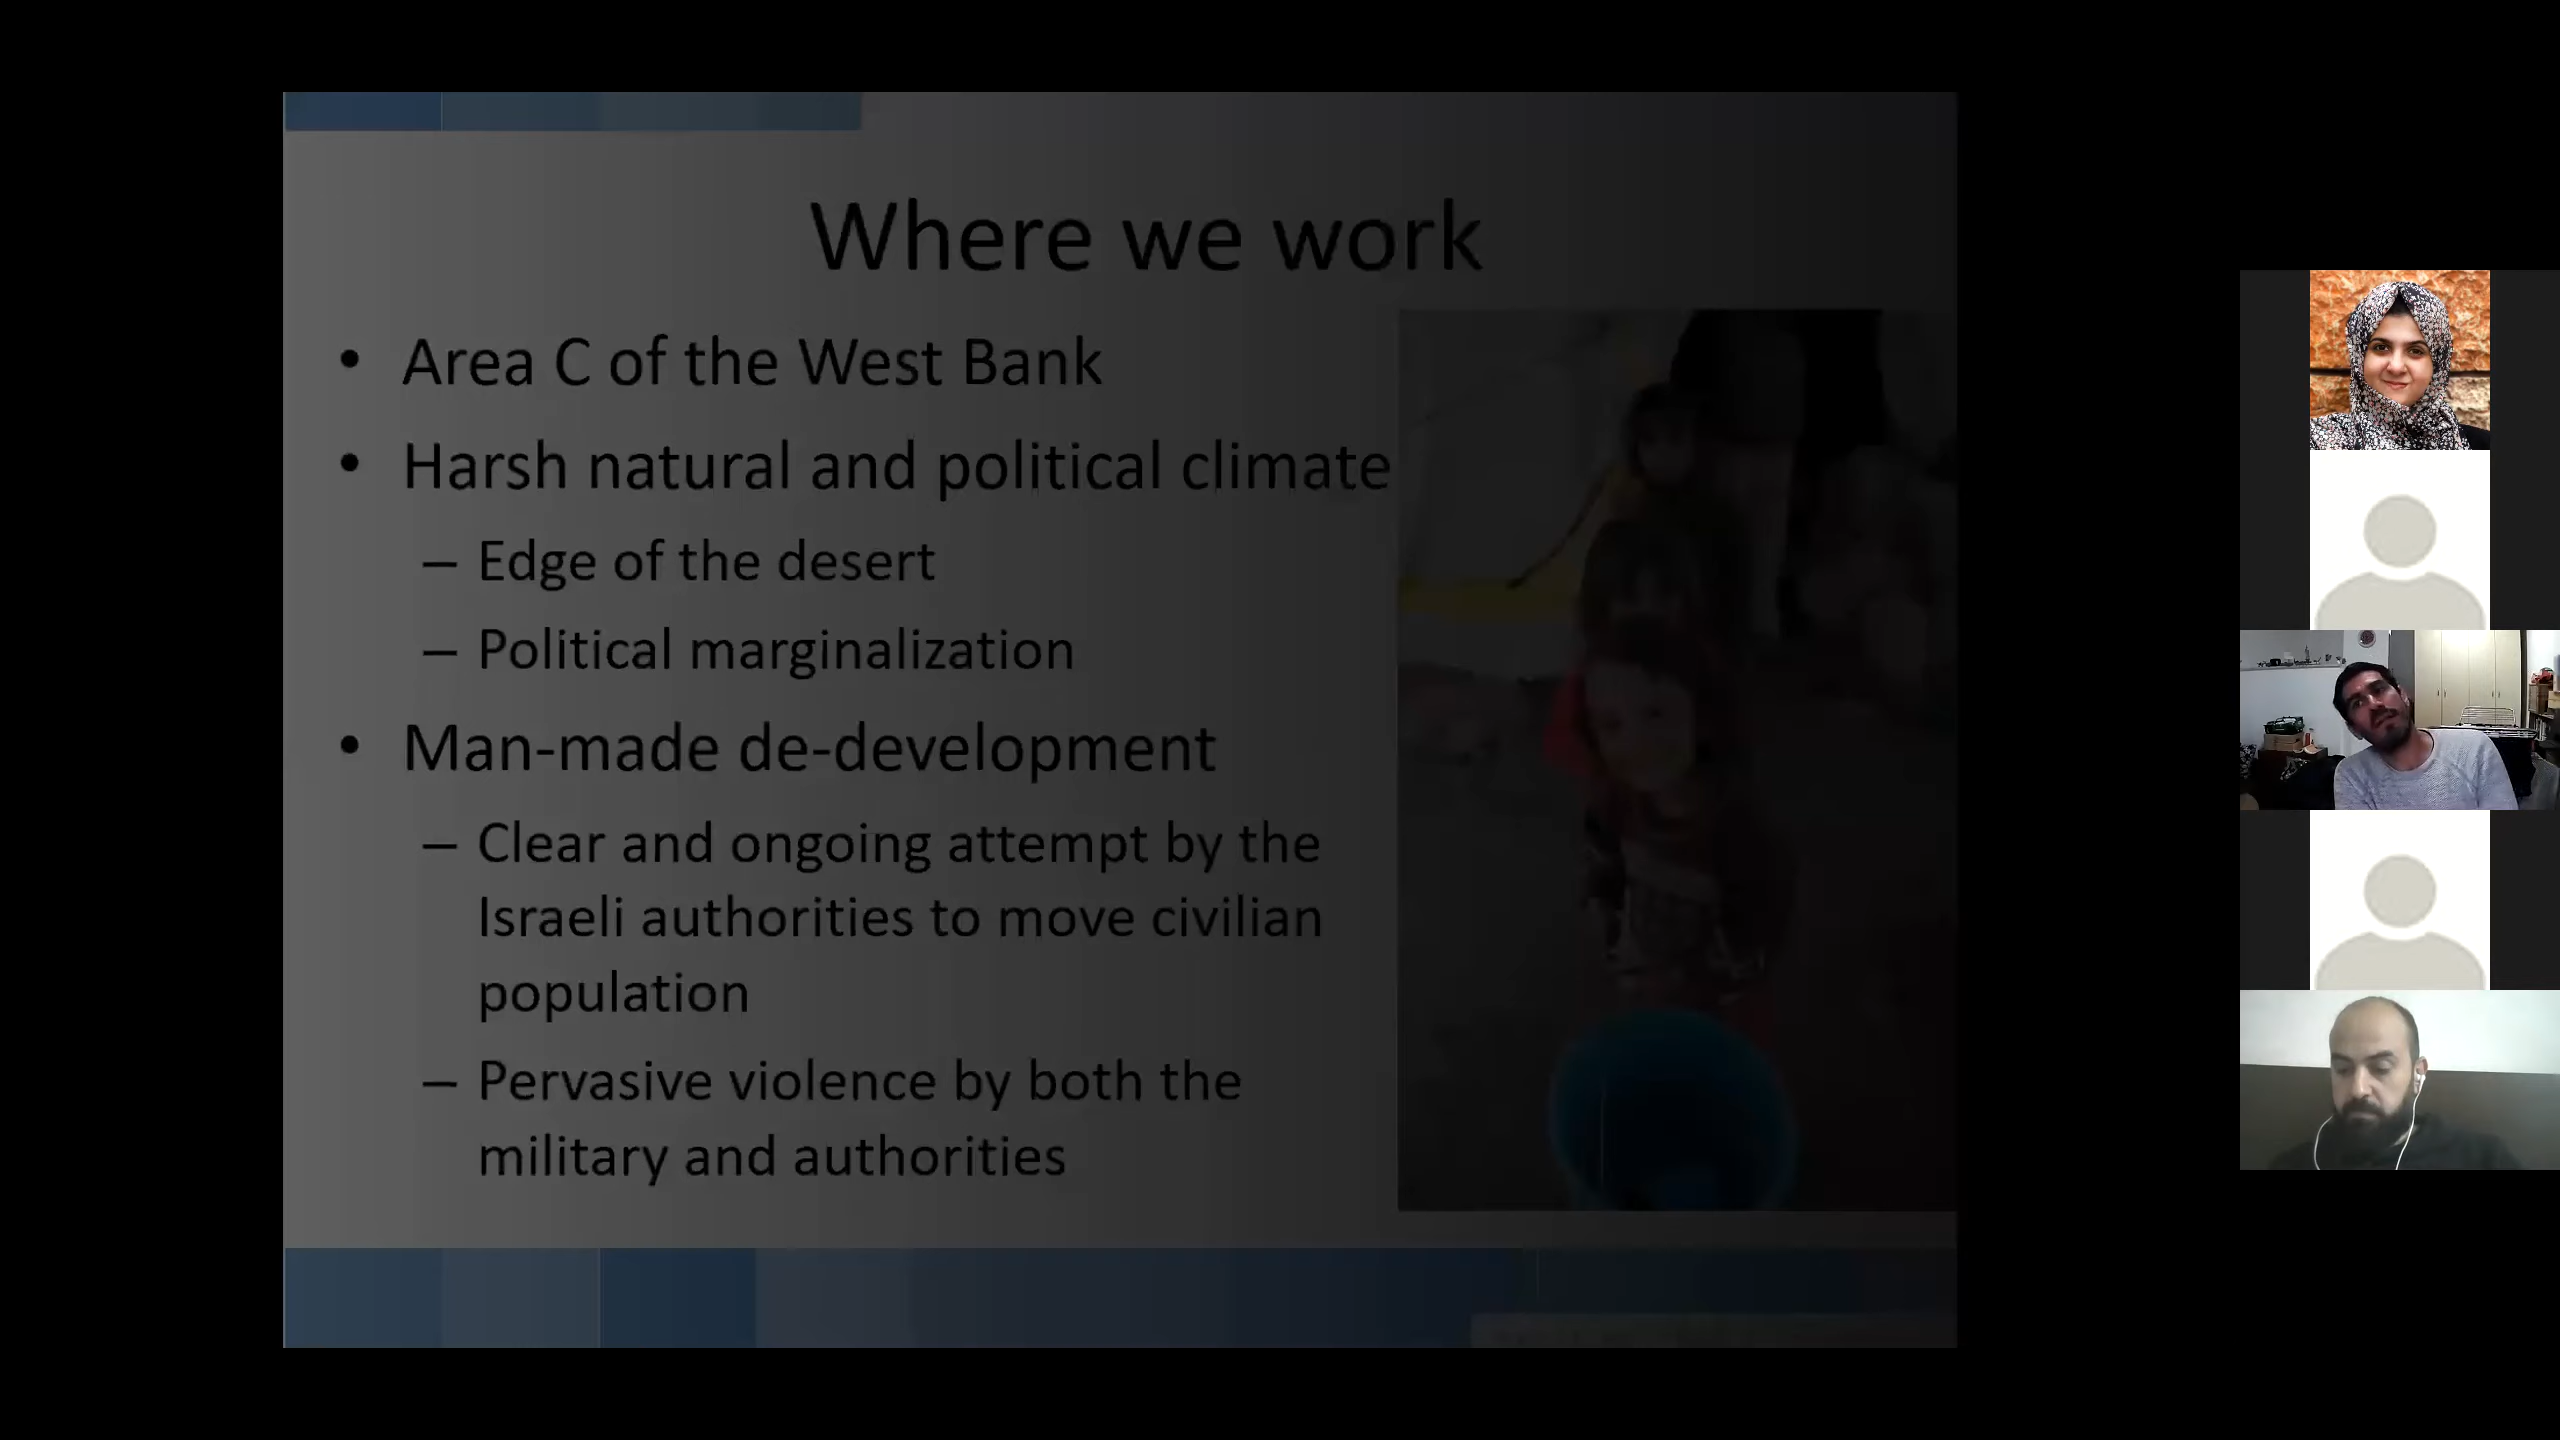 Where we work
• Area C of the West Bank
• Harsh natural and political climate
– Edge of the desert
– Political marginalization
• Man-made de-development
– Clear and ongoing attempt by the
Israeli authorities to move civilian
population
– Pervasive violence by both the
military and authorities